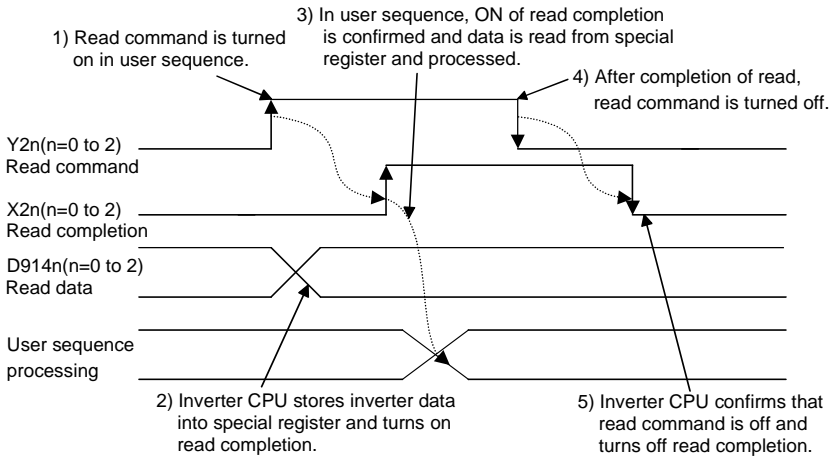 1) Read command is turned
on in user sequence.
3) In user sequence, ON of read completion
is confirmed and data is read from special
register and processed.
4) After completion of read,
read command is turned off.
Y2n(n=0 to 2)
Read command
X2n(n=0 to 2)
Read completion
D914n(n=0 to 2)
Read data
User sequence
processing
2) Inverter CPU stores inverter data
into special register and turns on
read completion.
5) Inverter CPU confirms that
read command is off and
turns off read completion.